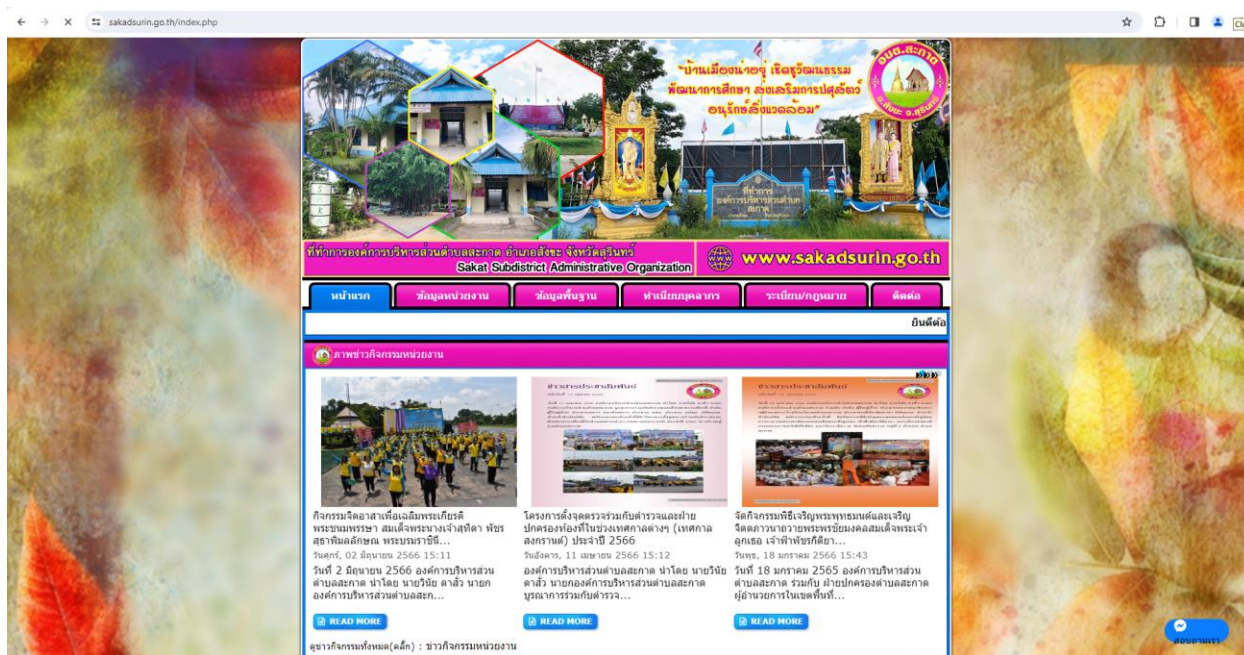 sakadsurin.go.th/index.php
"บ้านเมืองน่าอยู่ เชิดชูวัฒนธรรม
พัฒนาการศึกษา ส่งเสริมการปศุสัตว์
อนุรักษ์สิ่งแวดล้อม"
อบต.สะกาด
อ.สังขะ จ.สุรินทร์
ที่ทำการ
องค์การบริหารส่วนตำบล
สะกาด
ที่ทำการองค์การบริหารส่วนตำบลสะกาด อำเภอสังขะ จังหวัดสุรินทร์
Sakat Subdistrict Administrative Organization
www.sakadsurin.go.th
หน้าแรก ข้อมูลหน่วยงาน ข้อมูลพื้นฐาน ทำเนียบบุคลากร ระเบียบ/กฎหมาย ติดต่อ
ยินดีต้อ
ภาพข่าวกิจกรรมหน่วยงาน
ข่าวสารประชาสัมพันธ์
ข่าวสารประชาสัมพันธ์
กิจกรรมจิตอาสาเพื่อเฉลิมพระเกียรติ
พระชนมพรรษา สมเด็จพระนางเจ้าสุทิดา พัชร
สุธาพิมลลักษณ พระบรมราชินี...
วันศุกร์, 02 มิถุนายน 2566 15:11
วันที่ 2 มิถุนายน 2566 องค์การบริหารส่วน
ตำบลสะกาด นำโดย นายวินัย ดาสั่ว นายก
องค์การบริหารส่วนตำบลสะก...
READ MORE
โครงการตั้งจุดตรวจร่วมกับตำรวจและฝ่าย
ปกครองท้องที่ในช่วงเทศกาลต่างๆ (เทศกาล
สงกรานต์) ประจำปี 2566
วันอังคาร, 11 เมษายน 2566 15:12
องค์การบริหารส่วนตำบลสะกาด นำโดย นายวินัย
ดาสั่ว นายกองค์การบริหารส่วนตำบลสะกาด
บูรณาการร่วมกับตำรวจ...
READ MORE
จัดกิจกรรมพิธีเจริญพระพุทธมนต์และเจริญ
จิตตภาวนาถวายพระพรชัยมงคลสมเด็จพระเจ้า
ลูกเธอ เจ้าฟ้าพัชรกิติยา...
วันพุธ, 18 มกราคม 2566 15:43
วันที่ 18 มกราคม 2565 องค์การบริหารส่วน
ตำบลสะกาด ร่วมกับ ฝ่ายปกครองตำบลสะกาด
ผู้อำนวยการในเขตพื้นที่...
READ MORE
ดูข่าวกิจกรรมทั้งหมด(คลิ๊ก) : ข่าวกิจกรรมหน่วยงาน
สอบถามเรา